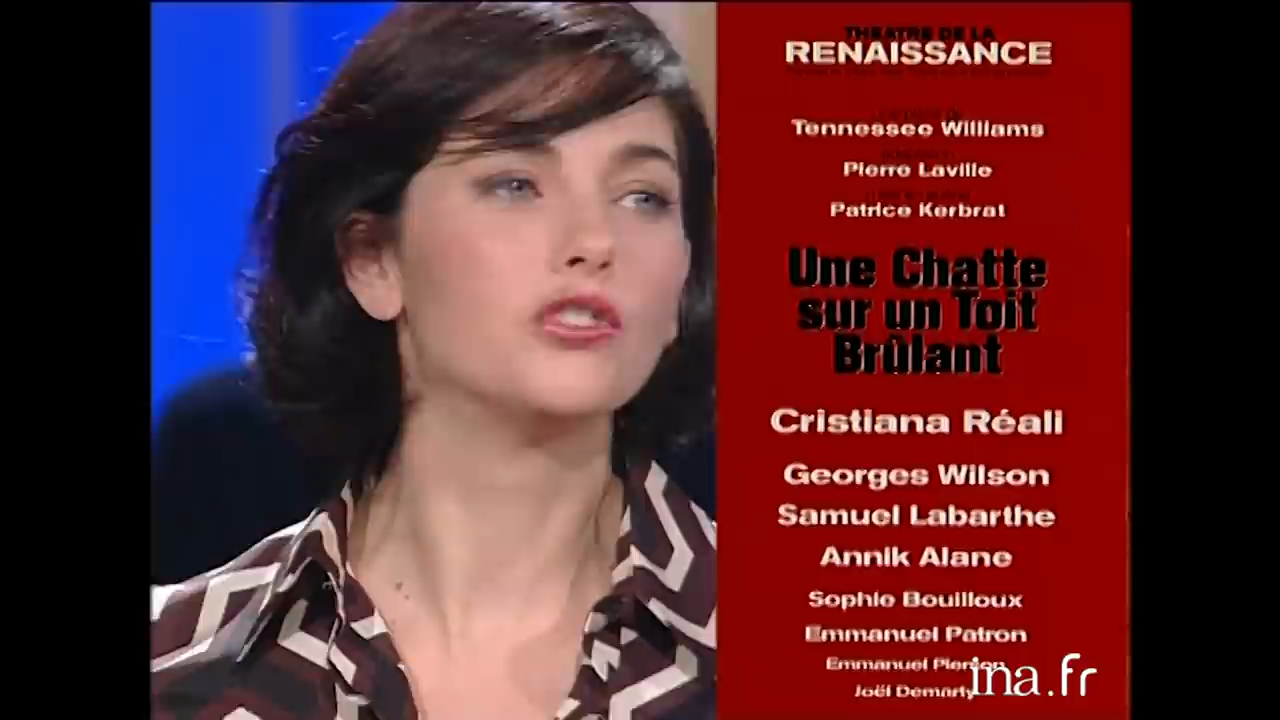 THEATRE DE LA
RENAISSANCE
Tennessee Williams
Pierre Laville
Patrice Kerbrat
Une Chatte
sur un Toit
Brûlant
Cristiana Réali
Georges Wilson
Samuel Labarthe
Annik Alane
Sophie Bouilloux
Emmanuel Patron
Emmanuel
Joël Demarty
ina.fr